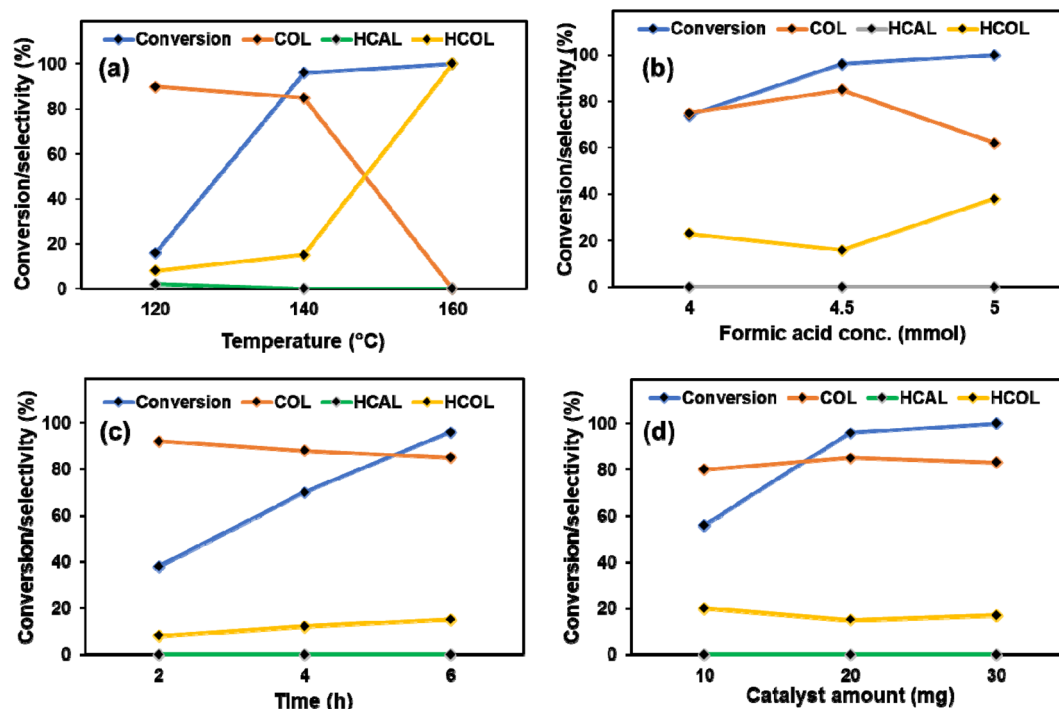 Conversion COL HCAL HCOL
(a)
Conversion/selectivity (%)
100
80
60
40
20
0
120 140 160
Temperature (°C)
Conversion COL HCAL HCOL
(b)
Conversion/selectivity (%)
100
80
60
40
20
0
4 4.5 5
Formic acid conc. (mmol)
Conversion COL HCAL HCOL
(c)
Conversion/selectivity (%)
100
80
60
40
20
0
2 4 6
Time (h)
Conversion COL HCAL HCOL
(d)
Conversion/selectivity (%)
100
80
60
40
20
0
10 20 30
Catalyst amount (mg)